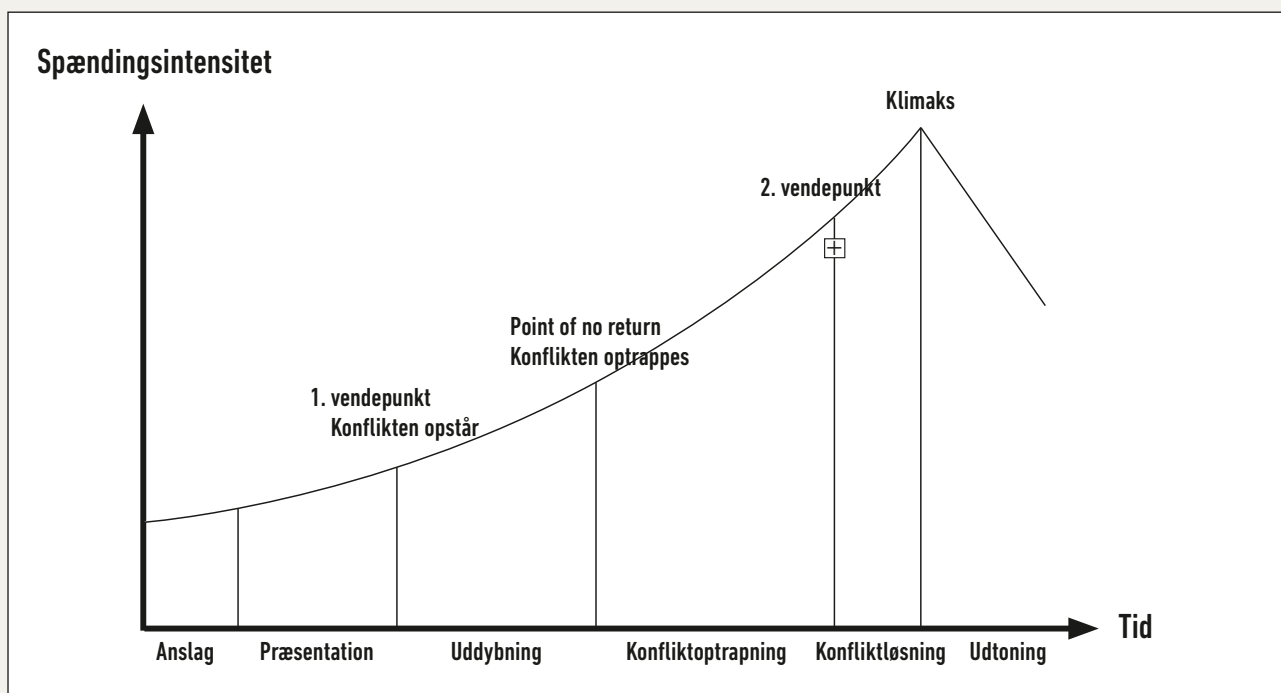 Spændingsintensitet
Klimaks
2. vendepunkt
Point of no return
Konflikten optrappes
1. vendepunkt
Konflikten opstår
Tid
Anslag
Præsentation
Uddybning
Konfliktoptrapning
Konfliktløsning
Udtoning